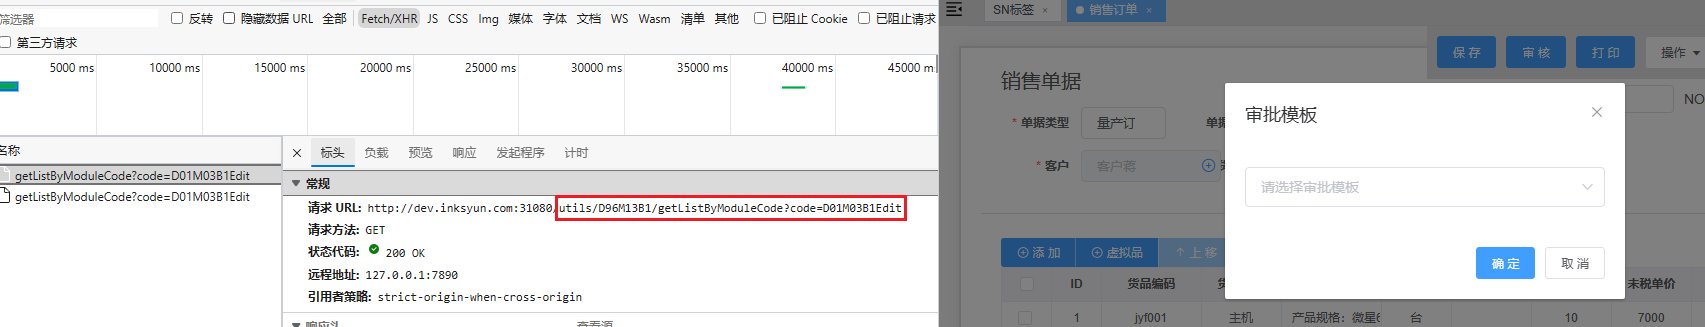 筛选器 反转 隐藏数据 URL 全部 Fetch/XHR JS CSS Img 媒体 字体 文档 WS Wasm 清单 其他 已阻止 Cookie 已阻止请求
第三方请求
5000 ms 10000 ms 15000 ms 20000 ms 25000 ms 30000 ms 35000 ms 40000 ms 45000 ms
名称
getListByModuleCode?code=D01M03B1Edit
getListByModuleCode?code=D01M03B1Edit
× 标头 负载 预览 响应 发起程序 计时
常规
请求 URL: http://dev.inksyun.com:31080/utils/D96M13B1/getListByModuleCode?code=D01M03B1Edit
请求方法: GET
状态代码: 200 OK
远程地址: 127.0.0.1:7890
引用者策略: strict-origin-when-cross-origin
响应头 查看源
SN标签 × 销售订单 ×
保存 审核 打印 操作
销售单据
NO
* 单据类型 量产订 单据
* 客户 客户蒋
审批模板
请选择审批模板
确定 取消
添加 虚拟品 上移
ID 货品编码 未税单价
1 jyf001 主机 产品规格：微星6 台 10 7000